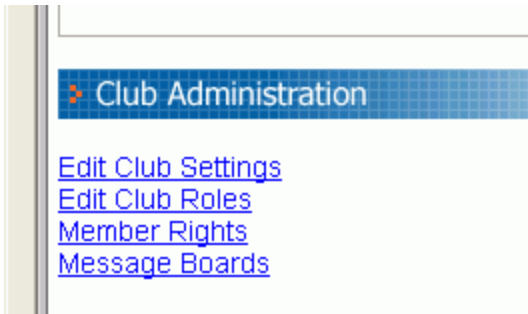 Club Administration
Edit Club Settings
Edit Club Roles
Member Rights
Message Boards